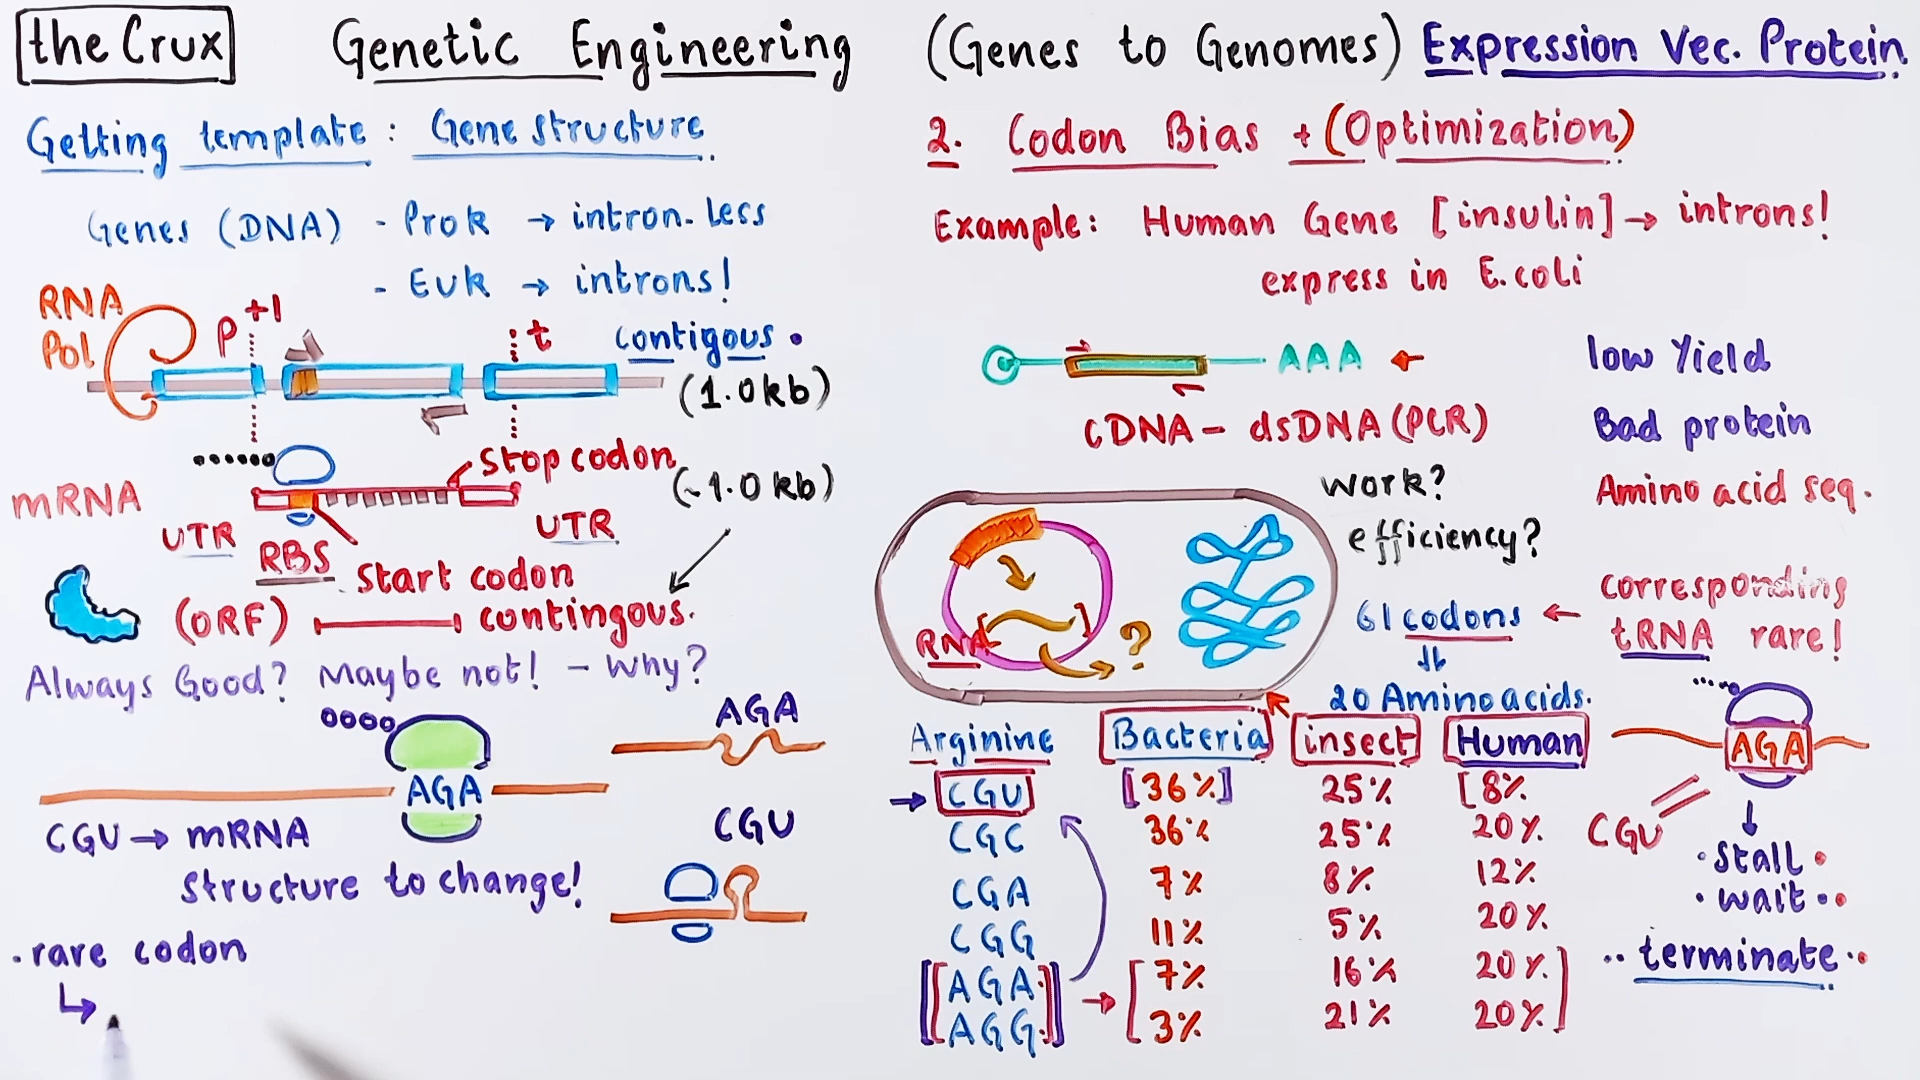 the Crux
Genetic Engineering
(Genes to Genomes)
Expression Vec. Protein
Getting template : Gene structure
Genes (DNA) - Prok → intron-less
- Euk → introns!
RNA
Pol
P
+1
t
contigous.
(1.0kb)
mRNA
Stop codon
(~1.0 kb)
UTR
RBS
UTR
start codon
(ORF)
contingous.
Always Good? Maybe not! - Why?
AGA
AGA
CGU → mRNA
structure to change!
CGU
. rare codon
↳
2. Codon Bias + (Optimization)
Example: Human Gene [insulin] → introns!
express in E.coli
AAA ←
cDNA - dsDNA (PCR)
low Yield
Bad protein
Amino acid seq.
work?
efficiency?
RNA
?
61 codons ←
20 Aminoacids.
corresponding
tRNA rare!
Arginine Bacteria insect Human
→ CGU [36%] 25% [8%
CGC 36% 25% 20%
CGA 7% 8% 12%
CGG 11% 5% 20%
[[AGA]] → [7% 16% 20%]
AGG 3% 21% 20%
AGA
CGU
. Stall .
. wait ..
.. terminate ..